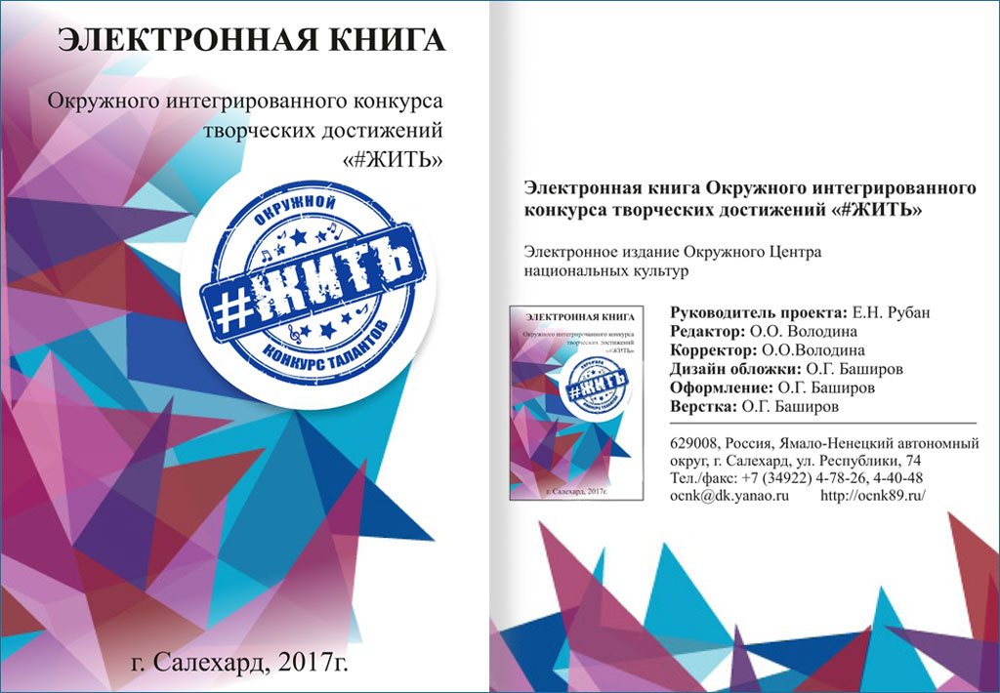 ЭЛЕКТРОННАЯ КНИГА
Окружного интегрированного конкурса
творческих достижений
«#ЖИТЬ»
ОКРУЖНОЙ
#ЖИТЬ
КОНКУРС ТАЛАНТОВ
г. Салехард, 2017г.
Электронная книга Окружного интегрированного
конкурса творческих достижений «#ЖИТЬ»
Электронное издание Окружного Центра
национальных культур
ЭЛЕКТРОННАЯ КНИГА
Окружного интегрированного конкурса
творческих достижений
«#ЖИТЬ»
ОКРУЖНОЙ
#ЖИТЬ
КОНКУРС ТАЛАНТОВ
г. Салехард, 2017г.
Руководитель проекта: Е.Н. Рубан
Редактор: О.О. Володина
Корректор: О.О.Володина
Дизайн обложки: О.Г. Баширов
Оформление: О.Г. Баширов
Верстка: О.Г. Баширов
629008, Россия, Ямало-Ненецкий автономный
округ, г. Салехард, ул. Республики, 74
Тел./факс: +7 (34922) 4-78-26, 4-40-48
ocnk@dk.yanao.ru http://ocnk89.ru/